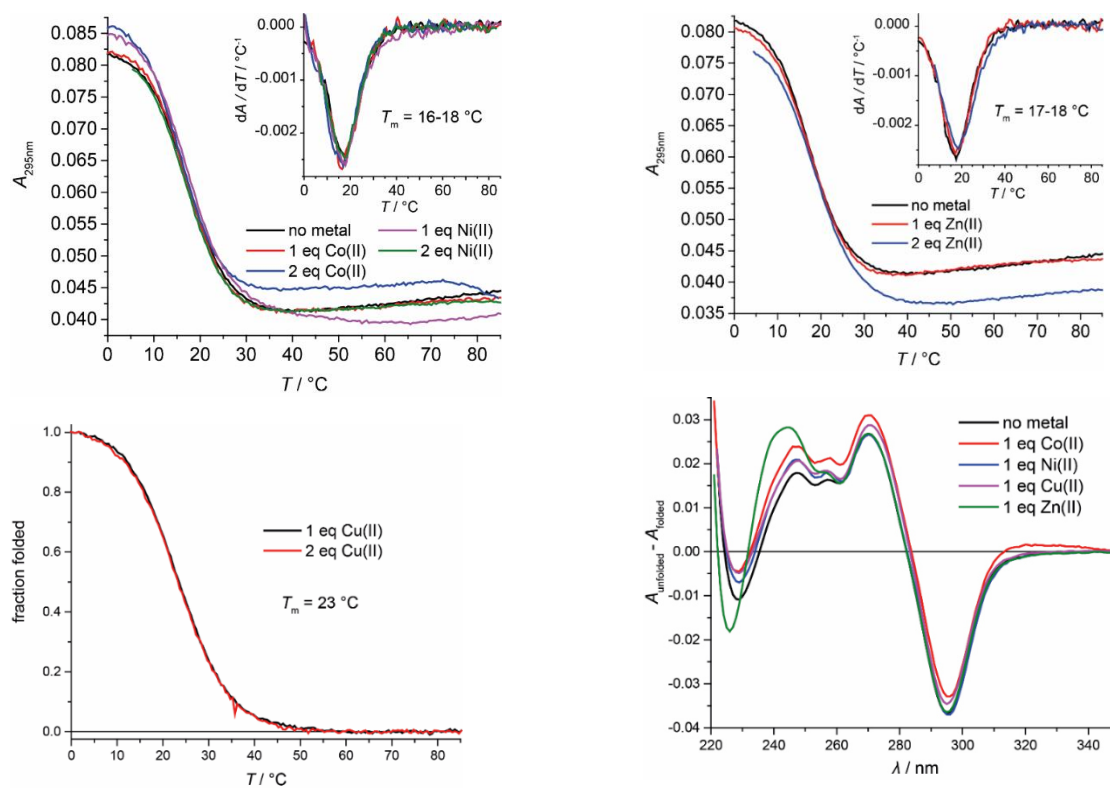 0.085
0.080
0.075
0.070
0.065
0.060
0.055
0.050
0.045
0.040
A295nm
0 10 20 30 40 50 60 70 80
T / °C
0.000
-0.001
-0.002
dA / dT / °C-1
Tm = 16-18 °C
0 20 40 60 80
T / °C
no metal
1 eq Co(II)
2 eq Co(II)
1 eq Ni(II)
2 eq Ni(II)
0.080
0.075
0.070
0.065
0.060
0.055
0.050
0.045
0.040
0.035
A295nm
0 10 20 30 40 50 60 70 80
T / °C
0.000
-0.001
-0.002
dA / dT / °C-1
Tm = 17-18 °C
0 20 40 60 80
T / °C
no metal
1 eq Zn(II)
2 eq Zn(II)
1.0
0.8
0.6
0.4
0.2
0.0
fraction folded
1 eq Cu(II)
2 eq Cu(II)
Tm = 23 °C
0 10 20 30 40 50 60 70 80
T / °C
0.03
0.02
0.01
0.00
-0.01
-0.02
-0.03
-0.04
Aunfolded - Afolded
no metal
1 eq Co(II)
1 eq Ni(II)
1 eq Cu(II)
1 eq Zn(II)
220 240 260 280 300 320 340
λ / nm